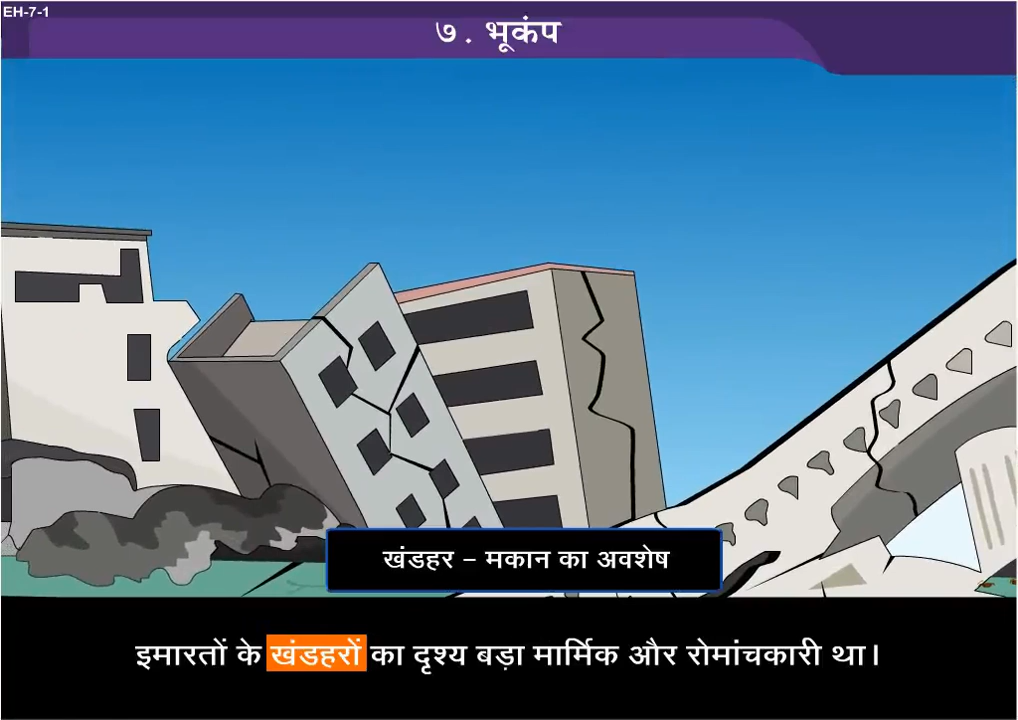 EH-7-1
७. भूकंप
खंडहर – मकान का अवशेष
इमारतों के खंडहरों का दृश्य बड़ा मार्मिक और रोमांचकारी था।